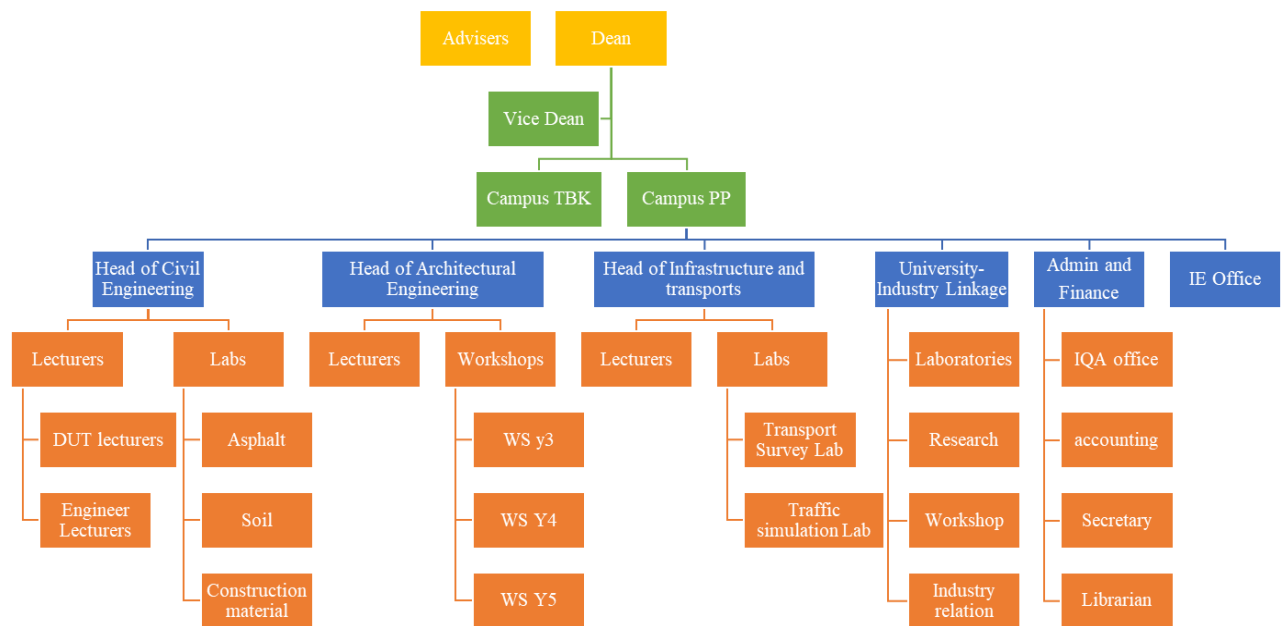 Advisers
Dean
Vice Dean
Campus TBK
Campus PP
Head of Civil
Engineering
Head of Architectural
Engineering
Head of Infrastructure and
transports
University-
Industry Linkage
Admin and
Finance
IE Office
Lecturers
Labs
Lecturers
Workshops
Lecturers
Labs
Laboratories
IQA office
DUT lecturers
Asphalt
WS y3
Transport
Survey Lab
Research
accounting
Engineer
Lecturers
Soil
WS Y4
Traffic
simulation Lab
Workshop
Secretary
Construction
material
WS Y5
Industry
relation
Librarian